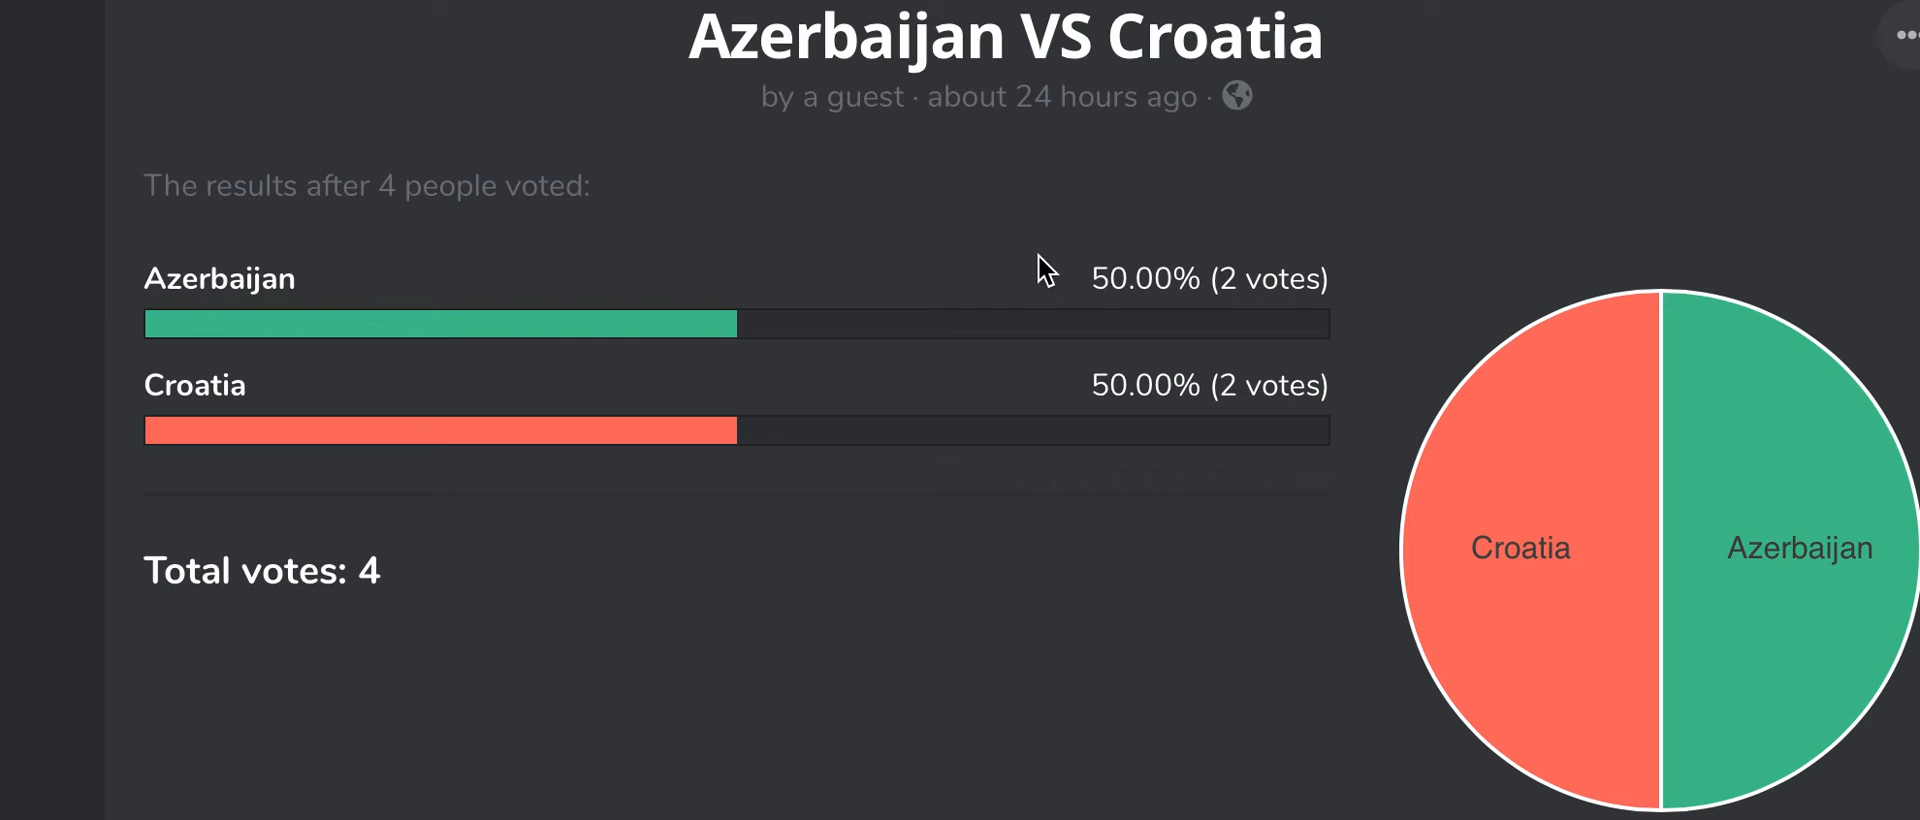 Azerbaijan VS Croatia
by a guest · about 24 hours ago ·
The results after 4 people voted:
Azerbaijan 50.00% (2 votes)
Croatia 50.00% (2 votes)
Total votes: 4
Croatia Azerbaijan